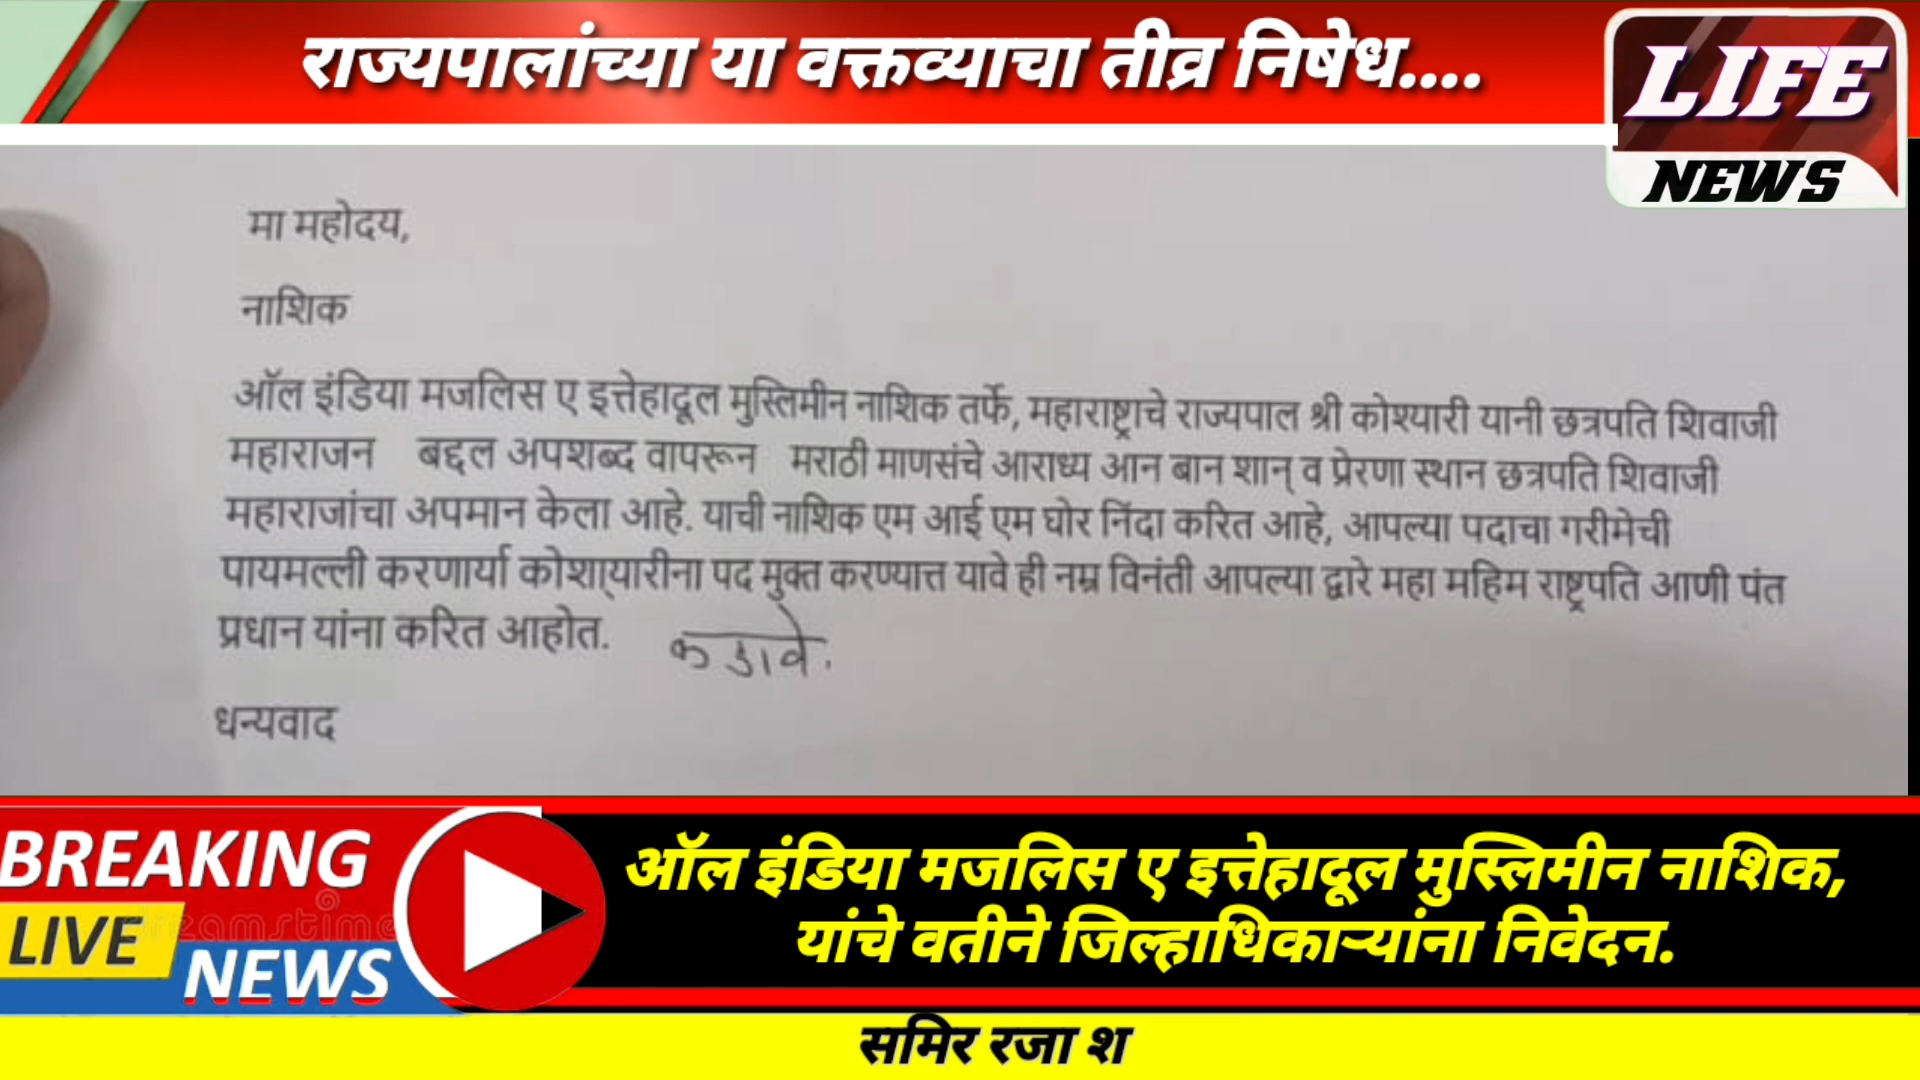 राज्यपालांच्या या वक्तव्याचा तीव्र निषेध....
LIFE
NEWS
मा महोदय,
नाशिक
ऑल इंडिया मजलिस ए इत्तेहादूल मुस्लिमीन नाशिक तर्फे, महाराष्ट्राचे राज्यपाल श्री कोश्यारी यानी छत्रपति शिवाजी
महाराजन बद्दल अपशब्द वापरून मराठी माणसंचे आराध्य आन बान शान् व प्रेरणा स्थान छत्रपति शिवाजी
महाराजांचा अपमान केला आहे. याची नाशिक एम आई एम घोर निंदा करित आहे, आपल्या पदाचा गरीमेची
पायमल्ली करणार्या कोशा्यारीना पद मुक्त करण्यात्त यावे ही नम्र विनंती आपल्या द्वारे महा महिम राष्ट्रपति आणी पंत
प्रधान यांना करित आहोत. करावे.
धन्यवाद
BREAKING
LIVE
NEWS
dreamstime
ऑल इंडिया मजलिस ए इत्तेहादूल मुस्लिमीन नाशिक,
यांचे वतीने जिल्हाधिकाऱ्यांना निवेदन.
समिर रजा श